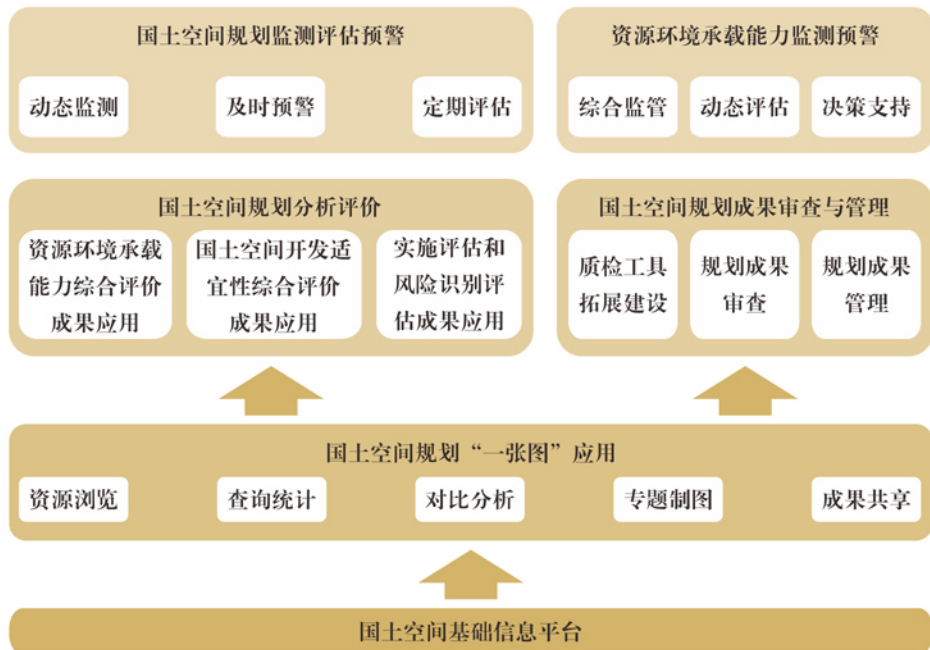 国土空间规划监测评估预警
动态监测
及时预警
定期评估
资源环境承载能力监测预警
综合监管
动态评估
决策支持
国土空间规划分析评价
资源环境承载
能力综合评价
成果应用
国土空间开发适
宜性综合评价
成果应用
实施评估和
风险识别评
估成果应用
国土空间规划成果审查与管理
质检工具
拓展建设
规划成果
审查
规划成果
管理
国土空间规划“一张图”应用
资源浏览
查询统计
对比分析
专题制图
成果共享
国土空间基础信息平台